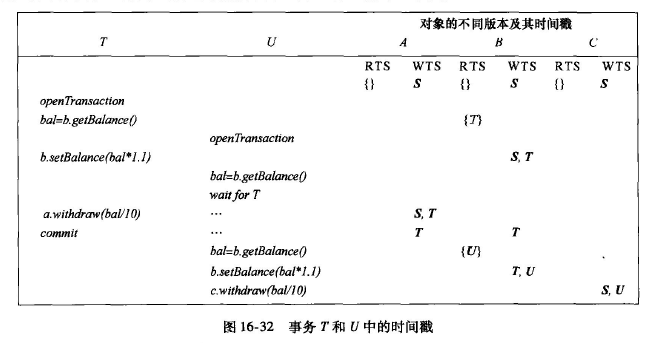 对象的不同版本及其时间戳
T U A B C
RTS WTS RTS WTS RTS WTS
{} S {} S {} S
openTransaction
bal=b.getBalance() {T}
openTransaction
b.setBalance(bal*1.1) S, T
bal=b.getBalance()
wait for T
a.withdraw(bal/10) … S, T
commit … T T
bal=b.getBalance() {U}
b.setBalance(bal*1.1) T, U
c.withdraw(bal/10) S, U
图 16-32 事务 T 和 U 中的时间戳